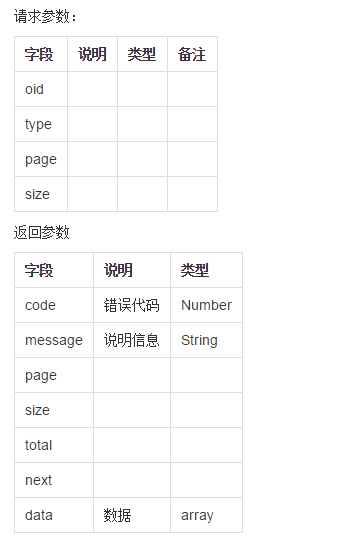 请求参数：
字段 说明 类型 备注
oid
type
page
size
返回参数
字段 说明 类型
code 错误代码 Number
message 说明信息 String
page
size
total
next
data 数据 array